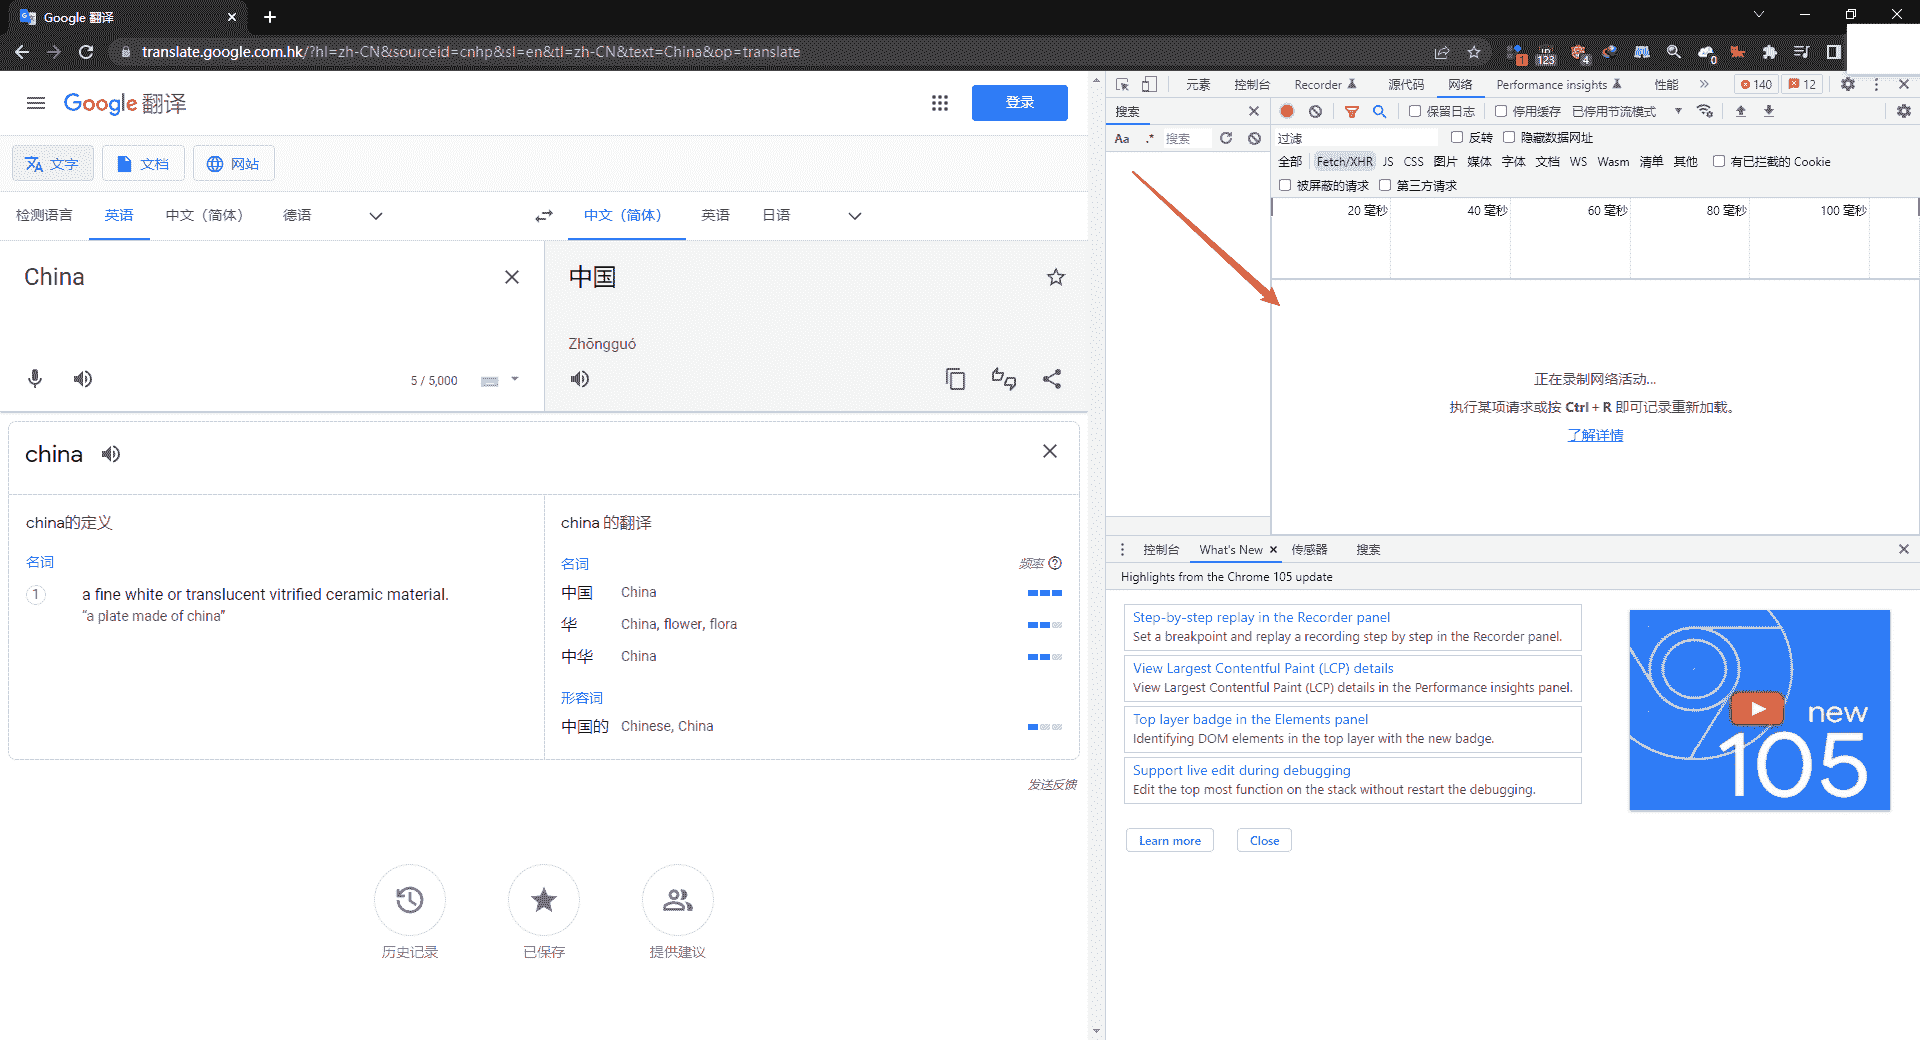 Google 翻译
translate.google.com.hk/?hl=zh-CN&sourceid=cnhp&sl=en&tl=zh-CN&text=China&op=translate
1
123
4
0
Google 翻译
登录
文字
文档
网站
检测语言 英语 中文（简体） 德语
中文（简体） 英语 日语
China
5 / 5,000
中国
Zhōngguó
china
china的定义
名词
1
a fine white or translucent vitrified ceramic material.
"a plate made of china"
china 的翻译
名词 频率
中国 China
华 China, flower, flora
中华 China
形容词
中国的 Chinese, China
发送反馈
历史记录
已保存
提供建议
元素 控制台 Recorder 源代码 网络 Performance insights 性能 » 140 12
搜索
Aa .* 搜索
保留日志 停用缓存 已停用节流模式
过滤 反转 隐藏数据网址
全部 Fetch/XHR JS CSS 图片 媒体 字体 文档 WS Wasm 清单 其他 有已拦截的 Cookie
被屏蔽的请求 第三方请求
20 毫秒 40 毫秒 60 毫秒 80 毫秒 100 毫秒
正在录制网络活动...
执行某项请求或按 Ctrl + R 即可记录重新加载。
了解详情
控制台 What's New 传感器 搜索
Highlights from the Chrome 105 update
Step-by-step replay in the Recorder panel
Set a breakpoint and replay a recording step by step in the Recorder panel.
View Largest Contentful Paint (LCP) details
View Largest Contentful Paint (LCP) details in the Performance insights panel.
Top layer badge in the Elements panel
Identifying DOM elements in the top layer with the new badge.
Support live edit during debugging
Edit the top most function on the stack without restart the debugging.
Learn more
Close
new
105